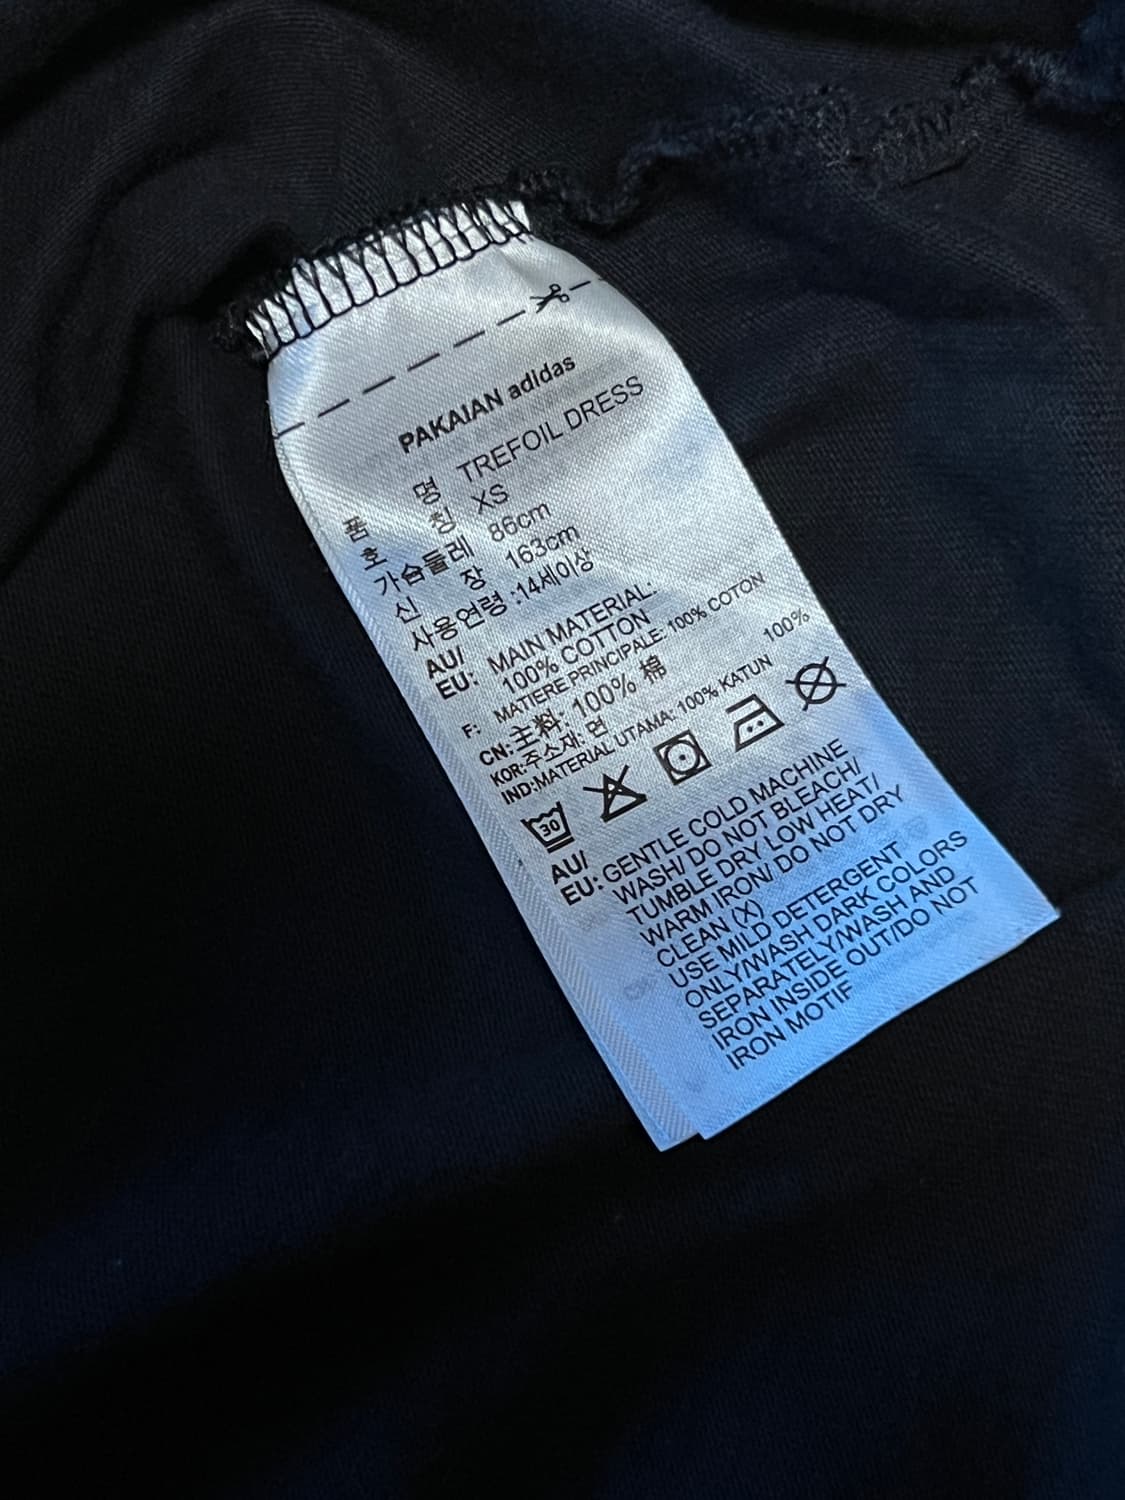 PAKAIAN adidas
품 명 TREFOIL DRESS
호 칭 XS
가슴둘레 86cm
신 장 163cm
사용연령 :14세이상
AU/
EU: MAIN MATERIAL:
100% COTTON
F: MATIERE PRINCIPALE: 100% COTON
CN: 主料: 100% 棉
KOR:주소재: 면 100%
IND:MATERIAL UTAMA: 100% KATUN
30
AU/
EU: GENTLE COLD MACHINE
WASH/ DO NOT BLEACH/
TUMBLE DRY LOW HEAT/
WARM IRON/ DO NOT DRY
CLEAN (X)
USE MILD DETERGENT
ONLY/WASH DARK COLORS
SEPARATELY/WASH AND
IRON INSIDE OUT/DO NOT
IRON MOTIF